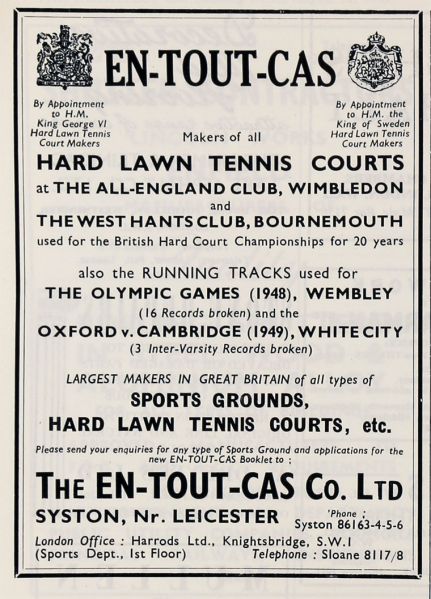 EN-TOUT-CAS
By Appointment
to H.M.
King George VI
Hard Lawn Tennis
Court Makers
By Appointment
to H.M. the
King of Sweden
Hard Lawn Tennis
Court Makers
Makers of all
HARD LAWN TENNIS COURTS
at THE ALL-ENGLAND CLUB, WIMBLEDON
and
THE WEST HANTS CLUB, BOURNEMOUTH
used for the British Hard Court Championships for 20 years
also the RUNNING TRACKS used for
THE OLYMPIC GAMES (1948), WEMBLEY
(16 Records broken) and the
OXFORD v. CAMBRIDGE (1949), WHITE CITY
(3 Inter-Varsity Records broken)
LARGEST MAKERS IN GREAT BRITAIN of all types of
SPORTS GROUNDS,
HARD LAWN TENNIS COURTS, etc.
Please send your enquiries for any type of Sports Ground and applications for the
new EN-TOUT-CAS Booklet to :
THE EN-TOUT-CAS CO. LTD
SYSTON, Nr. LEICESTER
'Phone :
Syston 86163-4-5-6
London Office : Harrods Ltd., Knightsbridge, S.W.1
(Sports Dept., 1st Floor)
Telephone : Sloane 8117/8